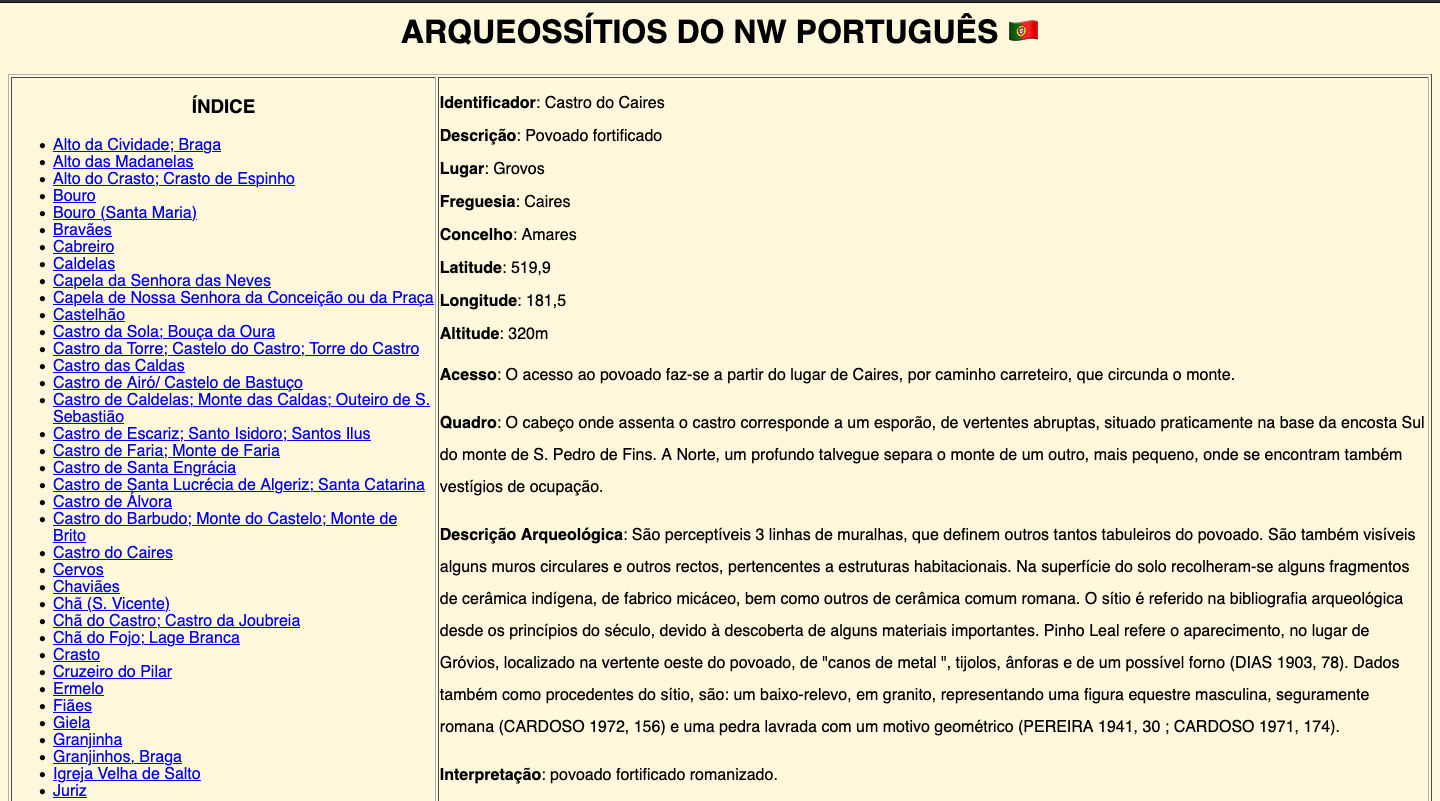 ARQUEOSSÍTIOS DO NW PORTUGUÊS 🇵🇹
ÍNDICE
Alto da Cividade; Braga
Alto das Madanelas
Alto do Crasto; Crasto de Espinho
Bouro
Bouro (Santa Maria)
Bravães
Cabreiro
Caldelas
Capela da Senhora das Neves
Capela de Nossa Senhora da Conceição ou da Praça
Castelhão
Castro da Sola; Bouça da Oura
Castro da Torre; Castelo do Castro; Torre do Castro
Castro das Caldas
Castro de Airó/ Castelo de Bastuço
Castro de Caldelas; Monte das Caldas; Outeiro de S.
Sebastião
Castro de Escariz; Santo Isidoro; Santos Ilus
Castro de Faria; Monte de Faria
Castro de Santa Engrácia
Castro de Santa Lucrécia de Algeriz; Santa Catarina
Castro de Álvora
Castro do Barbudo; Monte do Castelo; Monte de
Brito
Castro do Caires
Cervos
Chaviães
Chã (S. Vicente)
Chã do Castro; Castro da Joubreia
Chã do Fojo; Lage Branca
Crasto
Cruzeiro do Pilar
Ermelo
Fiães
Giela
Granjinha
Granjinhos, Braga
Igreja Velha de Salto
Juriz
Identificador: Castro do Caires
Descrição: Povoado fortificado
Lugar: Grovos
Freguesia: Caires
Concelho: Amares
Latitude: 519,9
Longitude: 181,5
Altitude: 320m
Acesso: O acesso ao povoado faz-se a partir do lugar de Caires, por caminho carreteiro, que circunda o monte.
Quadro: O cabeço onde assenta o castro corresponde a um esporão, de vertentes abruptas, situado praticamente na base da encosta Sul
do monte de S. Pedro de Fins. A Norte, um profundo talvegue separa o monte de um outro, mais pequeno, onde se encontram também
vestígios de ocupação.
Descrição Arqueológica: São perceptíveis 3 linhas de muralhas, que definem outros tantos tabuleiros do povoado. São também visíveis
alguns muros circulares e outros rectos, pertencentes a estruturas habitacionais. Na superfície do solo recolheram-se alguns fragmentos
de cerâmica indígena, de fabrico micáceo, bem como outros de cerâmica comum romana. O sítio é referido na bibliografia arqueológica
desde os princípios do século, devido à descoberta de alguns materiais importantes. Pinho Leal refere o aparecimento, no lugar de
Gróvios, localizado na vertente oeste do povoado, de "canos de metal ", tijolos, ânforas e de um possível forno (DIAS 1903, 78). Dados
também como procedentes do sítio, são: um baixo-relevo, em granito, representando uma figura equestre masculina, seguramente
romana (CARDOSO 1972, 156) e uma pedra lavrada com um motivo geométrico (PEREIRA 1941, 30 ; CARDOSO 1971, 174).
Interpretação: povoado fortificado romanizado.